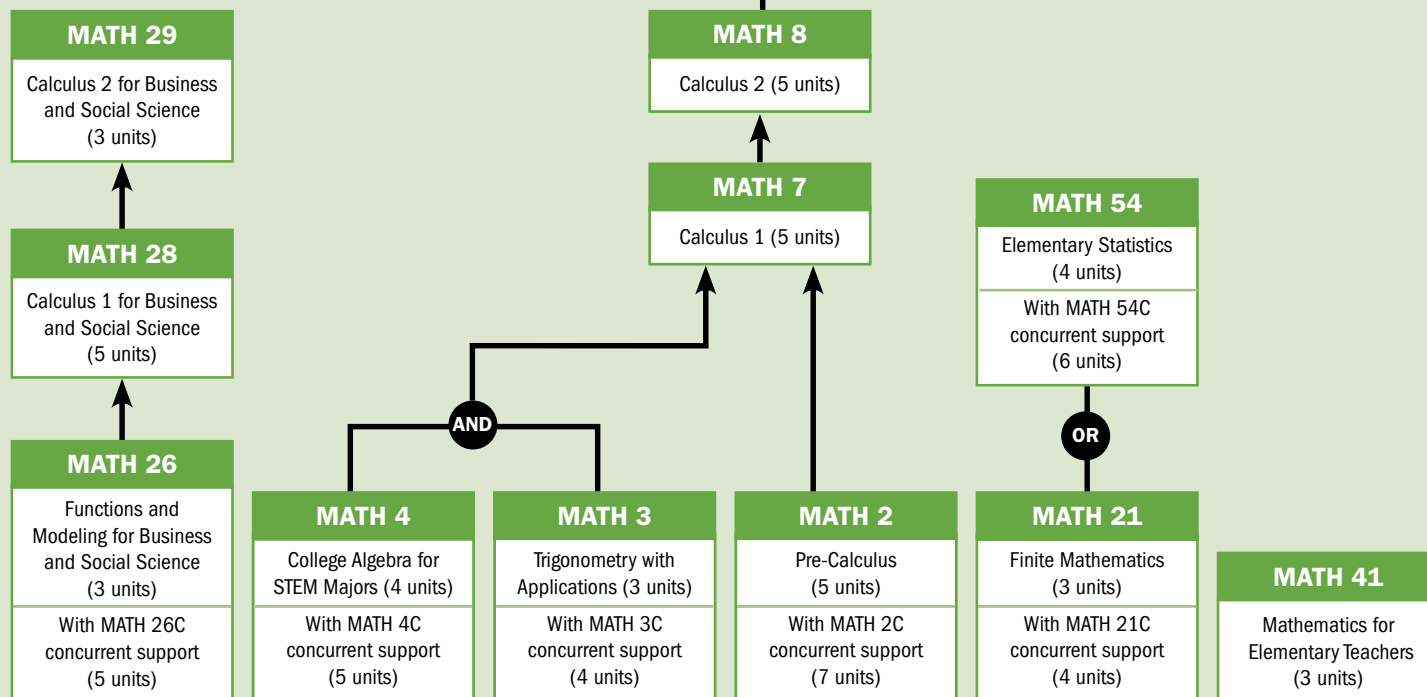 MATH 29
Calculus 2 for Business
and Social Science
(3 units)
MATH 28
Calculus 1 for Business
and Social Science
(5 units)
MATH 26
Functions and
Modeling for Business
and Social Science
(3 units)
With MATH 26C
concurrent support
(5 units)
MATH 8
Calculus 2 (5 units)
MATH 7
Calculus 1 (5 units)
AND
MATH 4
College Algebra for
STEM Majors (4 units)
With MATH 4C
concurrent support
(5 units)
MATH 3
Trigonometry with
Applications (3 units)
With MATH 3C
concurrent support
(4 units)
MATH 2
Pre-Calculus
(5 units)
With MATH 2C
concurrent support
(7 units)
MATH 54
Elementary Statistics
(4 units)
With MATH 54C
concurrent support
(6 units)
OR
MATH 21
Finite Mathematics
(3 units)
With MATH 21C
concurrent support
(4 units)
MATH 41
Mathematics for
Elementary Teachers
(3 units)